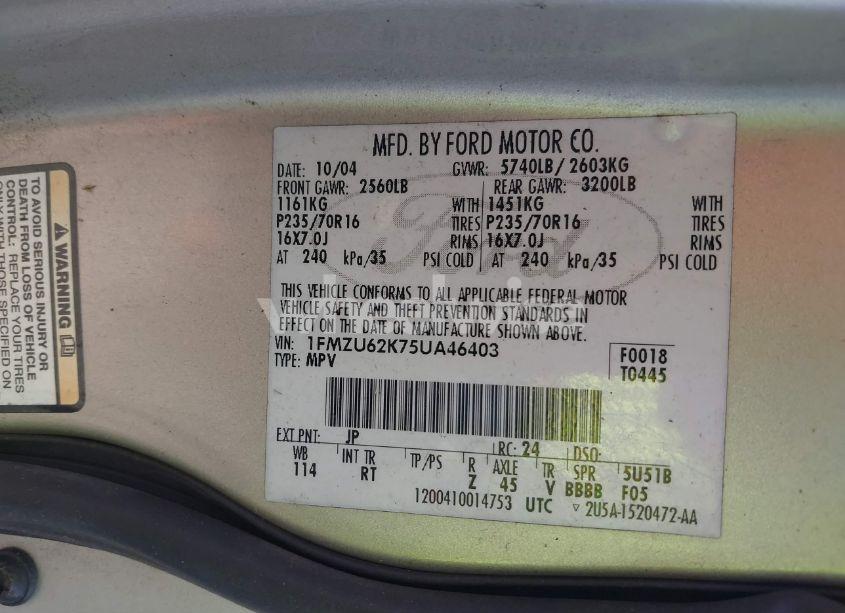 MFD. BY FORD MOTOR CO.
DATE: 10/04 GVWR: 5740LB/ 2603KG
FRONT GAWR: 2560LB REAR GAWR: 3200LB
1161KG WITH 1451KG WITH
P235/70R16 TIRES P235/70R16 TIRES
16X7.0J RIMS 16X7.0J RIMS
AT 240 kPa/35 PSI COLD AT 240 kPa/35 PSI COLD
THIS VEHICLE CONFORMS TO ALL APPLICABLE FEDERAL MOTOR
VEHICLE SAFETY AND THEFT PREVENTION STANDARDS IN
EFFECT ON THE DATE OF MANUFACTURE SHOWN ABOVE.
VIN: 1FMZU62K75UA46403
TYPE: MPV
F0018
T0445
EXT PNT: JP RC: 24 DSO:
WB INT TR TP/PS R AXLE TR SPR 5U51B
114 RT Z 45 V BBBB F05
1200410014753 UTC ▽ 2U5A-1520472-AA
Ford
WARNING
TO AVOID SERIOUS INJURY OR
DEATH FROM LOSS OF VEHICLE
CONTROL: REPLACE YOUR TIRES
ONLY WITH THOSE SPECIFIED ON